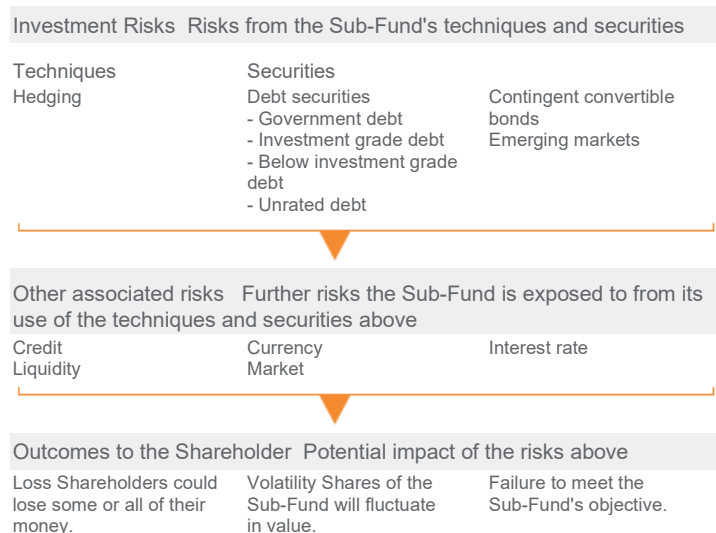 Investment Risks Risks from the Sub-Fund's techniques and securities
Techniques
Hedging
Securities
Debt securities
- Government debt
- Investment grade debt
- Below investment grade
debt
- Unrated debt
Contingent convertible
bonds
Emerging markets
Other associated risks Further risks the Sub-Fund is exposed to from its
use of the techniques and securities above
Credit
Liquidity
Currency
Market
Interest rate
Outcomes to the Shareholder Potential impact of the risks above
Loss Shareholders could
lose some or all of their
money.
Volatility Shares of the
Sub-Fund will fluctuate
in value.
Failure to meet the
Sub-Fund's objective.